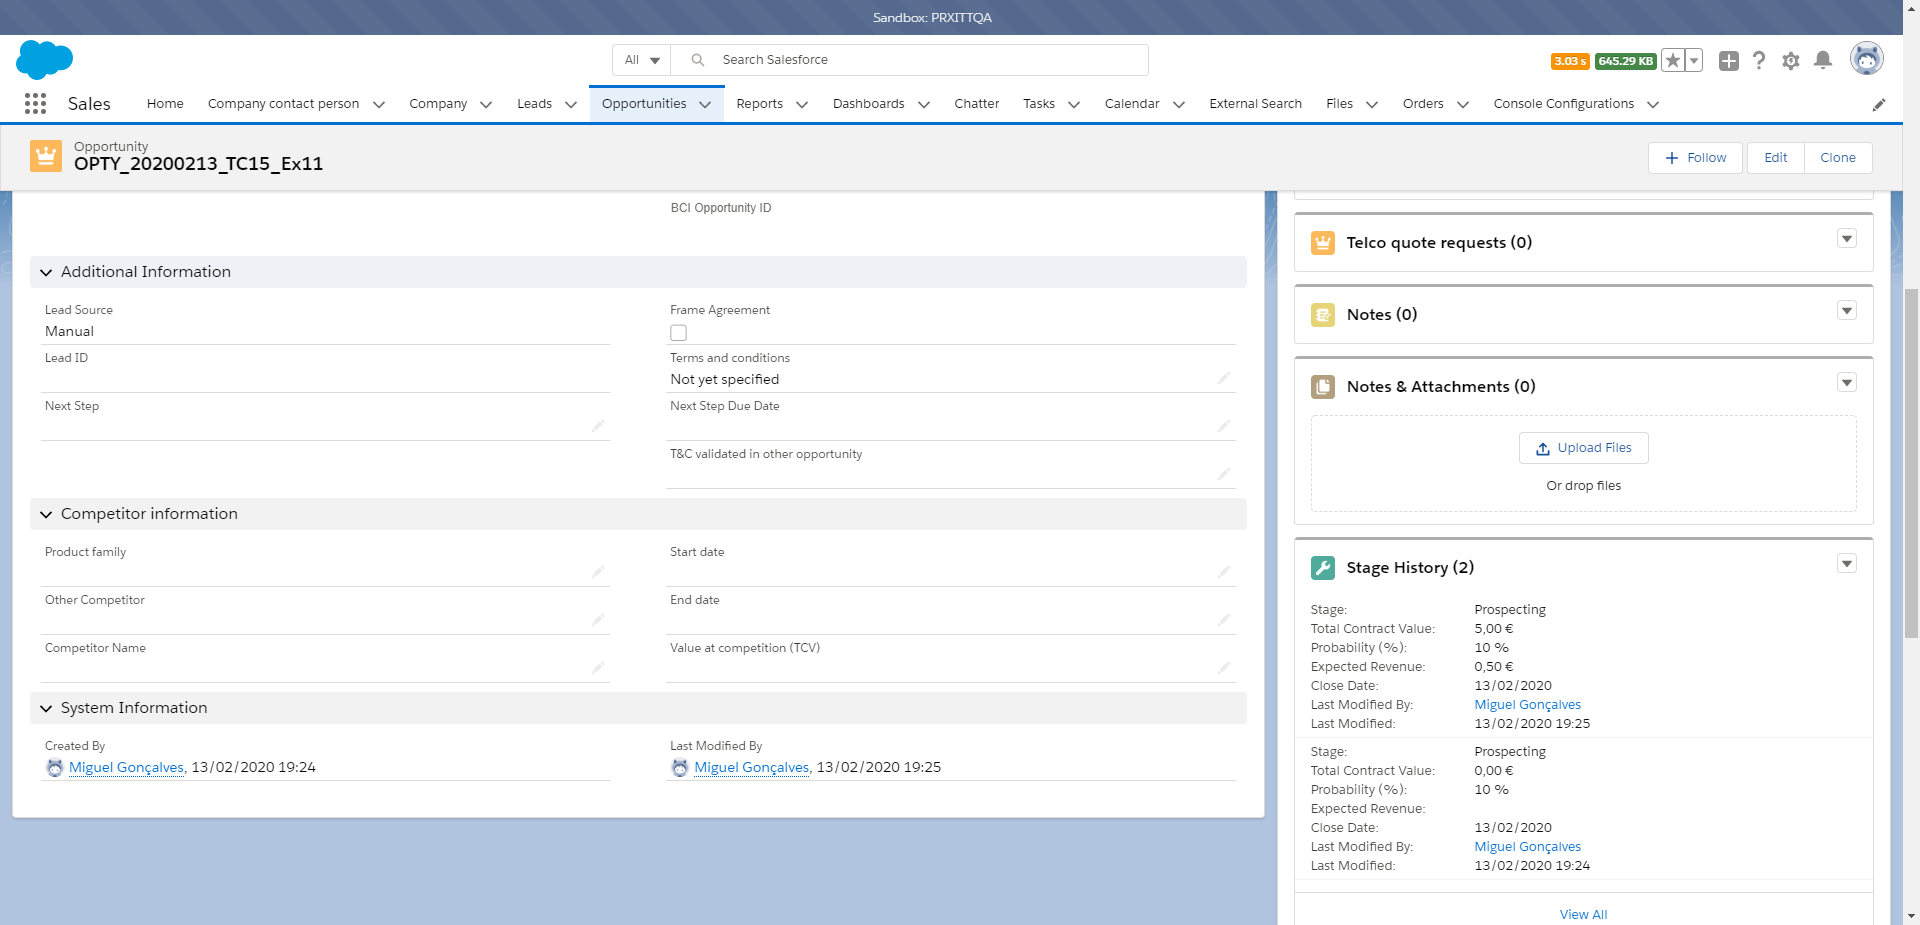 Sandbox: PRXITTQA
All
Search Salesforce
3.03 s
645.29 KB
Sales
Home
Company contact person
Company
Leads
Opportunities
Reports
Dashboards
Chatter
Tasks
Calendar
External Search
Files
Orders
Console Configurations
Opportunity
OPTY_20200213_TC15_Ex11
Follow
Edit
Clone
BCI Opportunity ID
Additional Information
Lead Source
Manual
Frame Agreement
Lead ID
Terms and conditions
Not yet specified
Next Step
Next Step Due Date
T&C validated in other opportunity
Competitor information
Product family
Start date
Other Competitor
End date
Competitor Name
Value at competition (TCV)
System Information
Created By
Miguel Gonçalves, 13/02/2020 19:24
Last Modified By
Miguel Gonçalves, 13/02/2020 19:25
Telco quote requests (0)
Notes (0)
Notes & Attachments (0)
Upload Files
Or drop files
Stage History (2)
Stage: Prospecting
Total Contract Value: 5,00 €
Probability (%): 10 %
Expected Revenue: 0,50 €
Close Date: 13/02/2020
Last Modified By: Miguel Gonçalves
Last Modified: 13/02/2020 19:25
Stage: Prospecting
Total Contract Value: 0,00 €
Probability (%): 10 %
Expected Revenue:
Close Date: 13/02/2020
Last Modified By: Miguel Gonçalves
Last Modified: 13/02/2020 19:24
View All